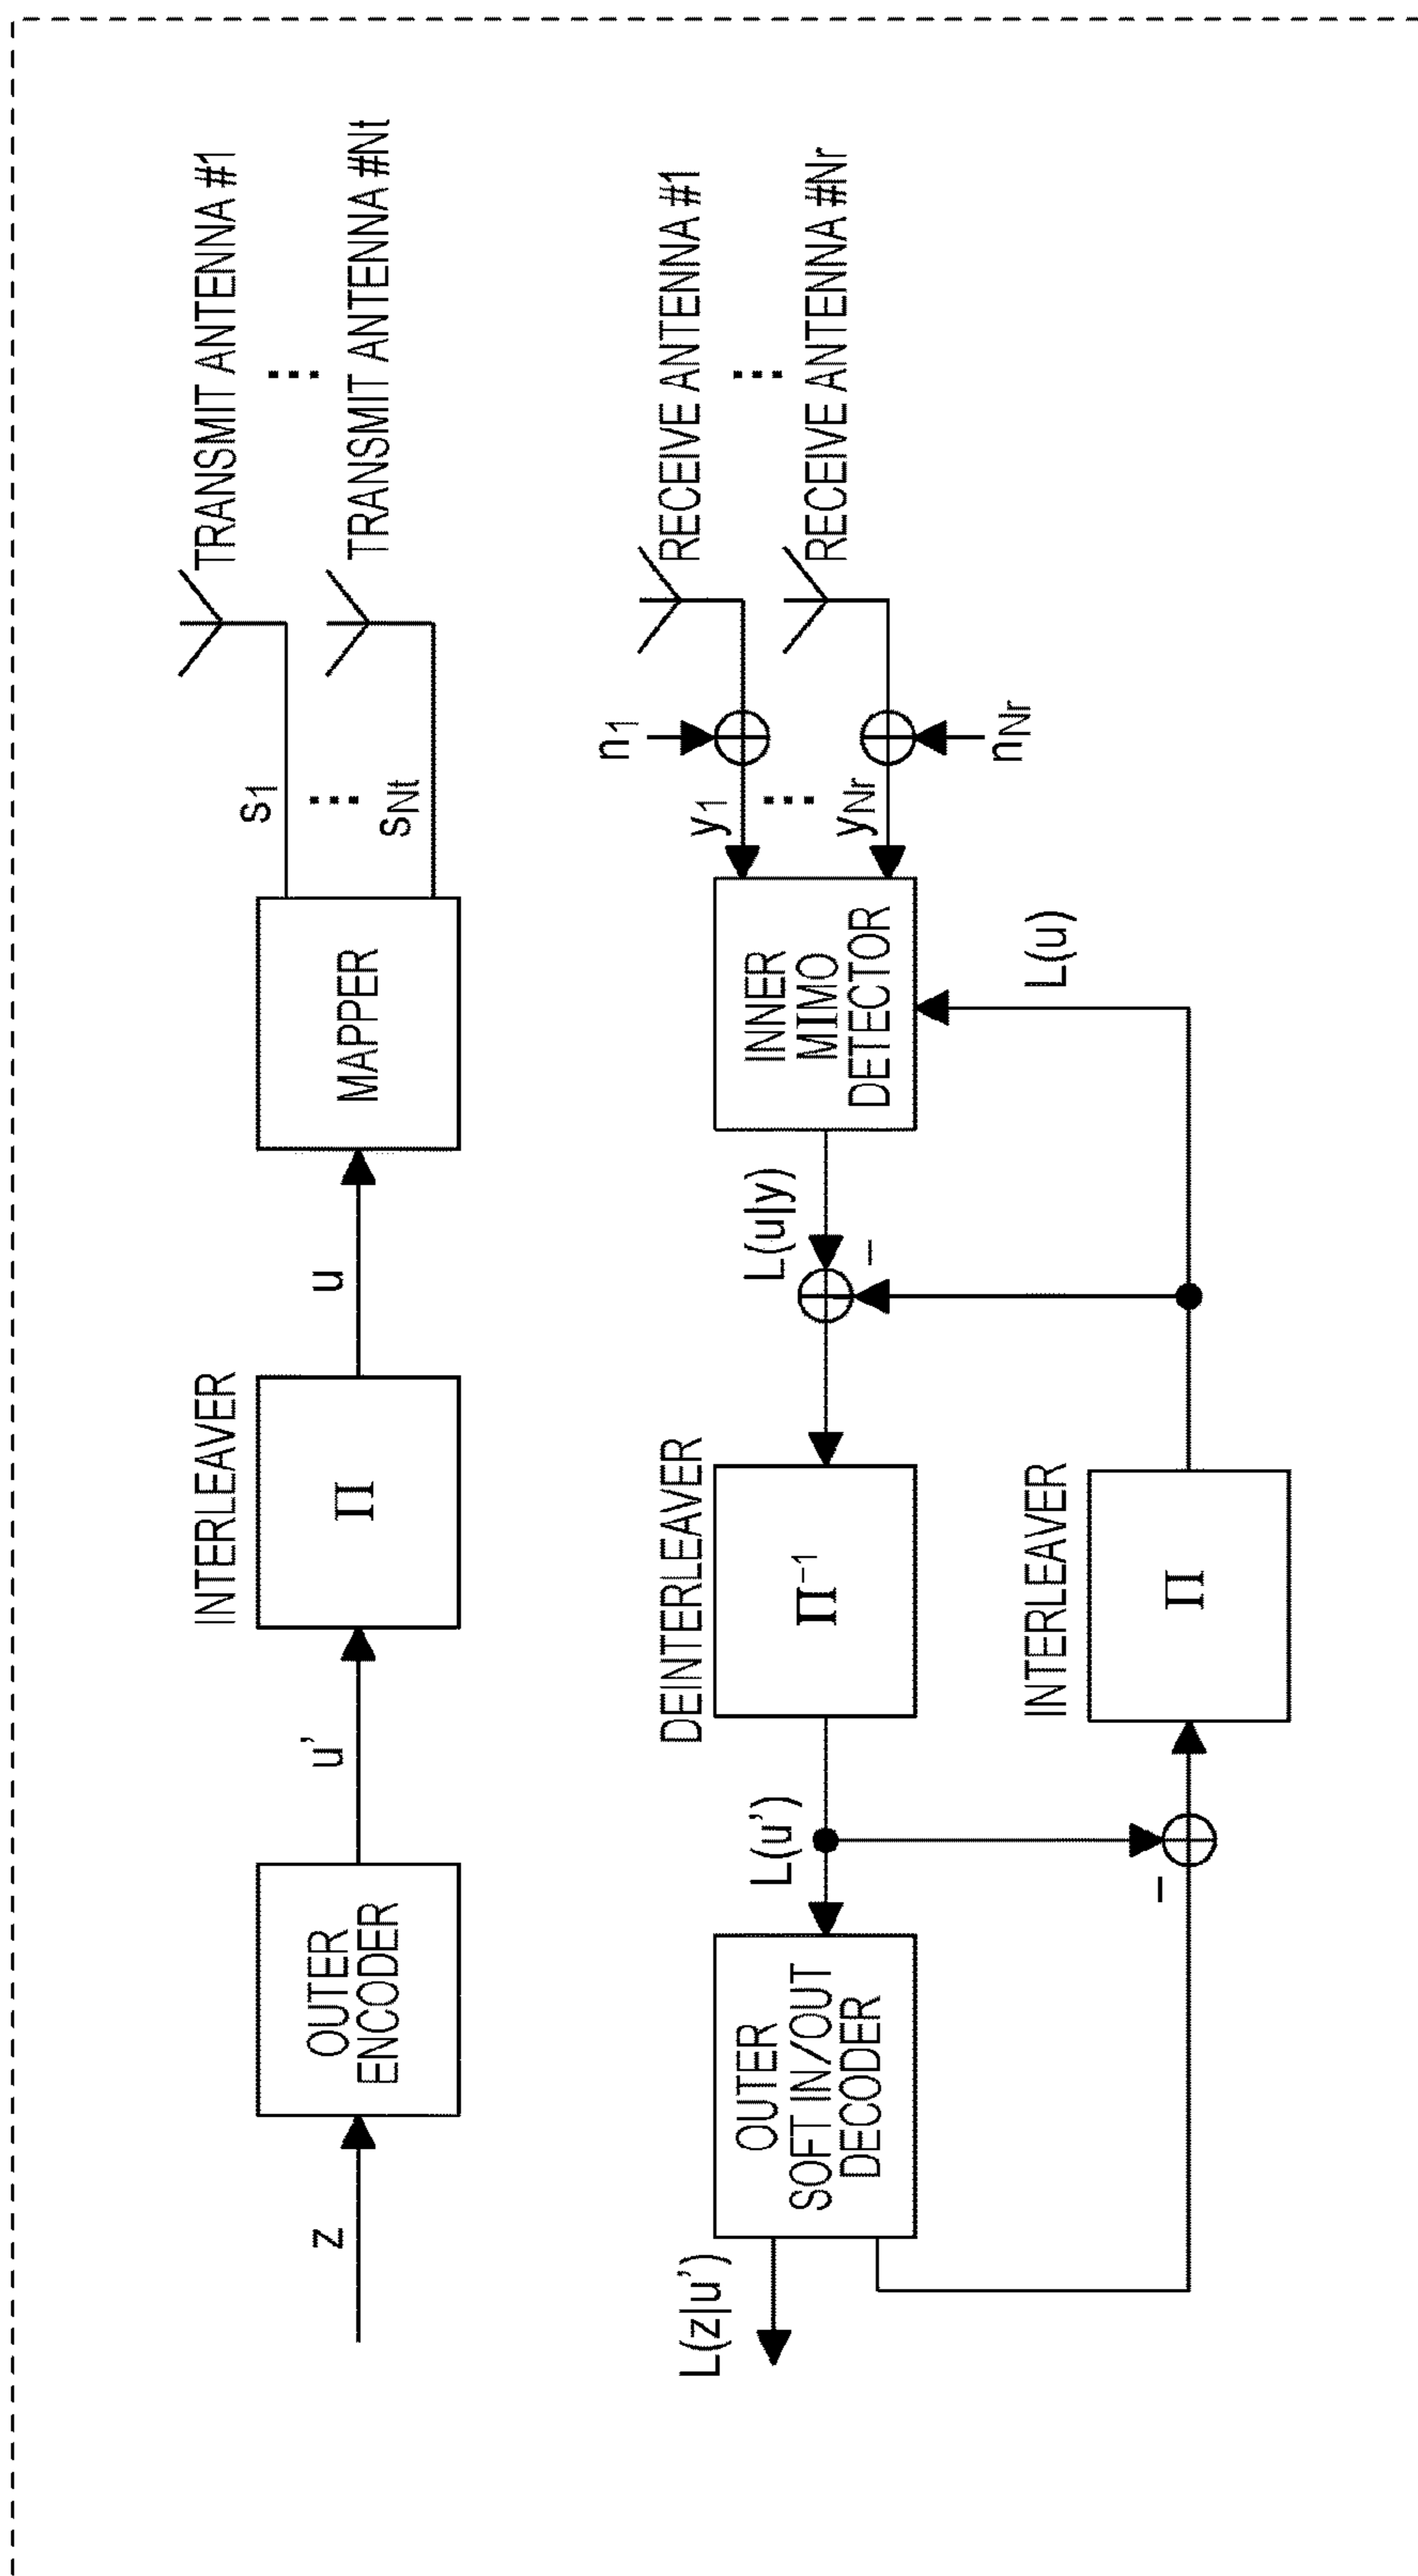 TRANSMIT ANTENNA #1
TRANSMIT ANTENNA #Nt
INTERLEAVER
z
OUTER
ENCODER
u'
Π
u
MAPPER
s1
⋮
sNt
⋮
RECEIVE ANTENNA #1
⋮
RECEIVE ANTENNA #Nr
n1
nNr
y1
⋮
yNr
INNER
MIMO
DETECTOR
L(u|y)
−
L(u)
DEINTERLEAVER
Π−1
L(u')
OUTER
SOFT IN/OUT
DECODER
L(z|u')
−
INTERLEAVER
Π